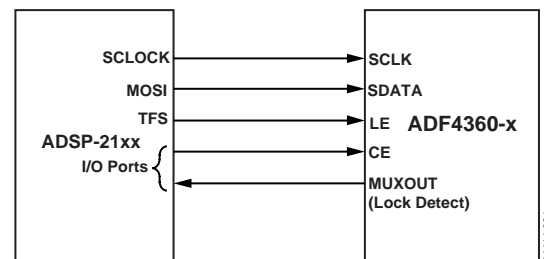 SCLOCK
SCLK
MOSI
SDATA
TFS
LE
ADF4360-x
ADSP-21xx
CE
I/O Ports
MUXOUT
(Lock Detect)